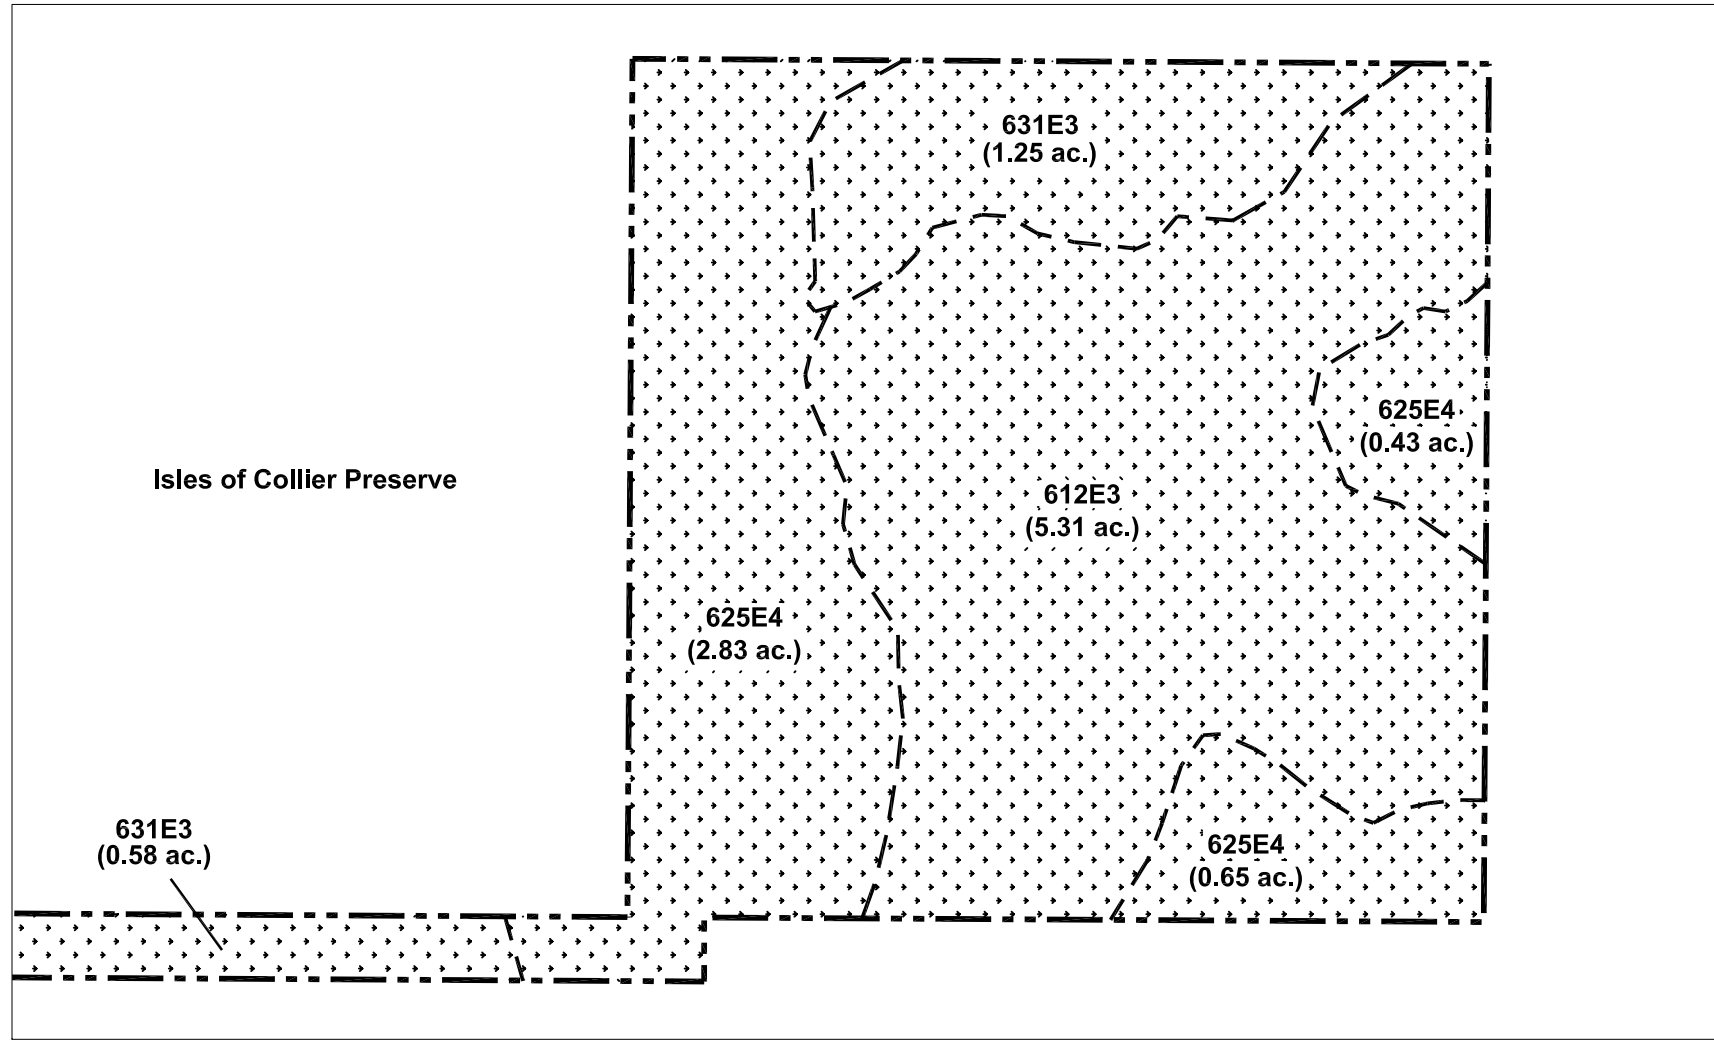 631E3
(1.25 ac.)
625E4
(0.43 ac.)
Isles of Collier Preserve
612E3
(5.31 ac.)
625E4
(2.83 ac.)
631E3
(0.58 ac.)
625E4
(0.65 ac.)